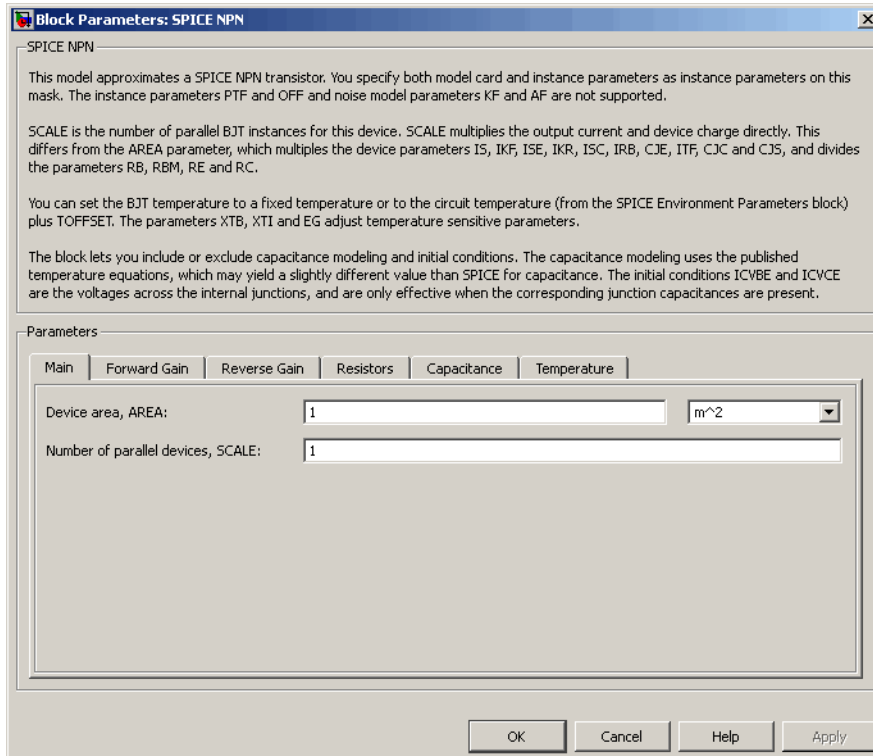 Block Parameters: SPICE NPN
SPICE NPN
This model approximates a SPICE NPN transistor. You specify both model card and instance parameters as instance parameters on this
mask. The instance parameters PTF and OFF and noise model parameters KF and AF are not supported.
SCALE is the number of parallel BJT instances for this device. SCALE multiplies the output current and device charge directly. This
differs from the AREA parameter, which multiples the device parameters IS, IKF, ISE, IKR, ISC, IRB, CJE, ITF, CJC and CJS, and divides
the parameters RB, RBM, RE and RC.
You can set the BJT temperature to a fixed temperature or to the circuit temperature (from the SPICE Environment Parameters block)
plus TOFFSET. The parameters XTB, XTI and EG adjust temperature sensitive parameters.
The block lets you include or exclude capacitance modeling and initial conditions. The capacitance modeling uses the published
temperature equations, which may yield a slightly different value than SPICE for capacitance. The initial conditions ICVBE and ICVCE
are the voltages across the internal junctions, and are only effective when the corresponding junction capacitances are present.
Parameters
Main Forward Gain Reverse Gain Resistors Capacitance Temperature
Device area, AREA: 1 m^2
Number of parallel devices, SCALE: 1
OK Cancel Help Apply